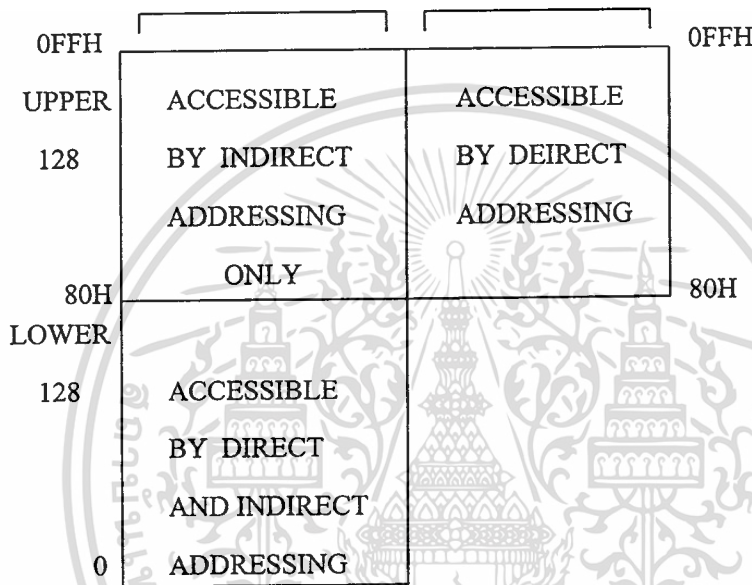 0FFH 0FFH
UPPER ACCESSIBLE ACCESSIBLE
128 BY INDIRECT BY DEIRECT
ADDRESSING ADDRESSING
ONLY
80H 80H
LOWER
128 ACCESSIBLE
BY DIRECT
AND INDIRECT
0 ADDRESSING